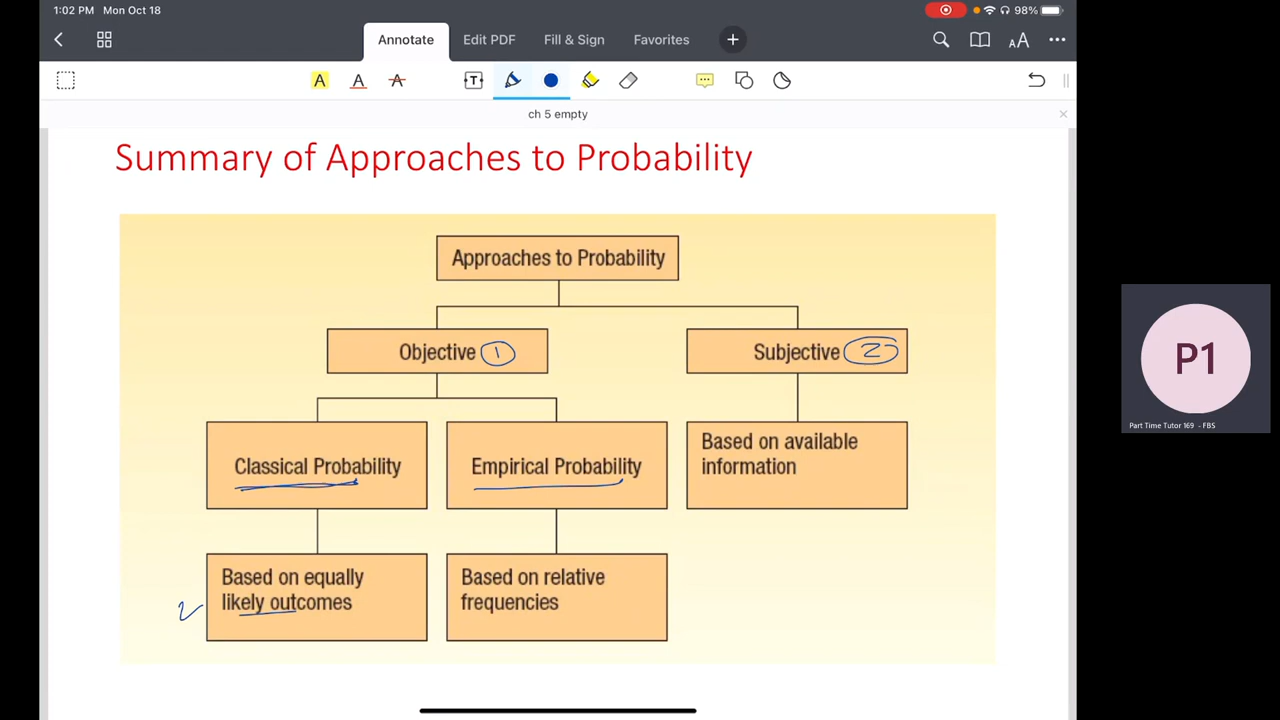 1:02 PM Mon Oct 18
98%
Annotate Edit PDF Fill & Sign Favorites
A A A T AA
ch 5 empty
Summary of Approaches to Probability
Approaches to Probability
Objective 1
Subjective 2
Classical Probability
Empirical Probability
Based on available
information
Based on equally
likely outcomes
Based on relative
frequencies
P1
Part Time Tutor 169 - FBS